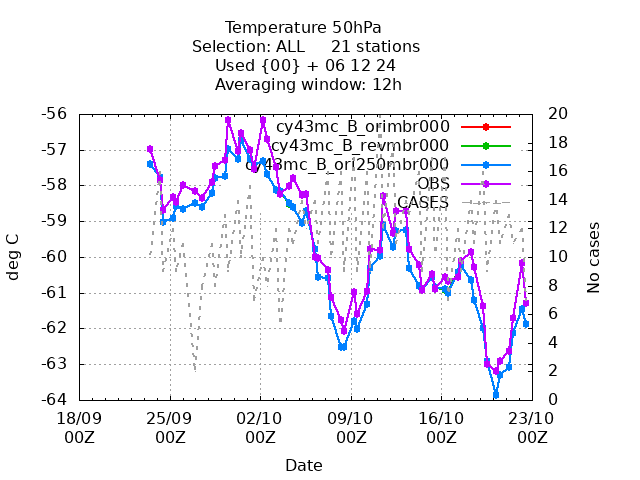 Temperature 50hPa
Selection: ALL     21 stations
Used {00} + 06 12 24
Averaging window: 12h
cy43mc_B_orimbr000
cy43mc_B_revmbr000
cy43mc_B_ori250mbr000
OBS
CASES
-56
-57
-58
-59
-60
-61
-62
-63
-64
20
18
16
14
12
10
8
6
4
2
0
deg C
No cases
18/09 25/09 02/10 09/10 16/10 23/10
00Z 00Z 00Z 00Z 00Z 00Z
Date